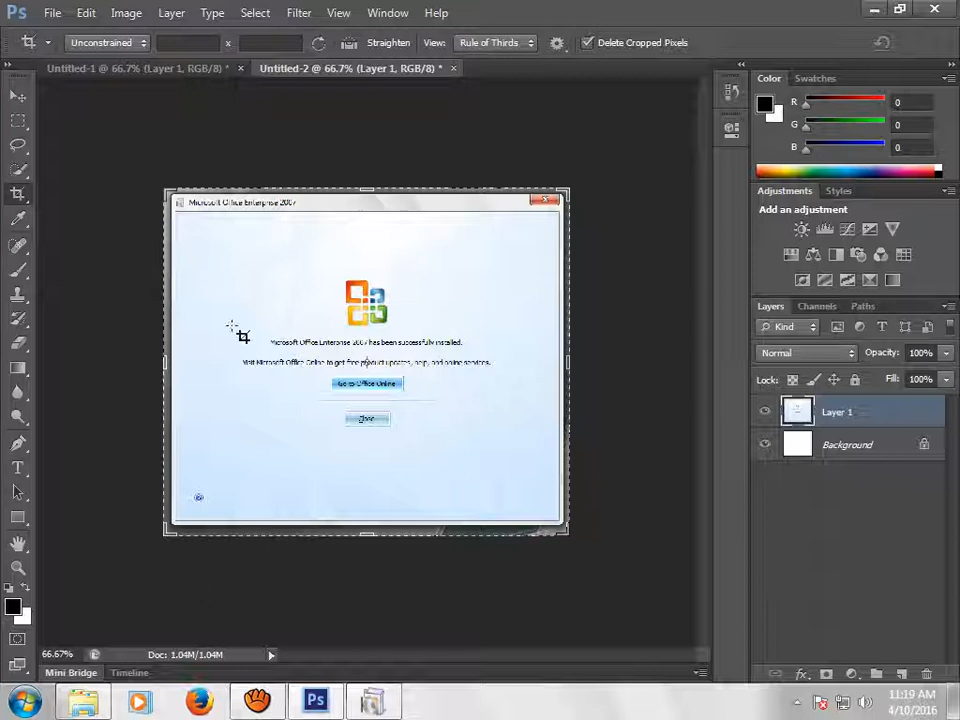 Ps File Edit Image Layer Type Select Filter View Window Help
Unconstrained x Straighten View: Rule of Thirds Delete Cropped Pixels
Untitled-1 @ 66.7% (Layer 1, RGB/8) * × Untitled-2 @ 66.7% (Layer 1, RGB/8) * ×
Color Swatches
R 0
G 0
B 0
Adjustments Styles
Add an adjustment
Microsoft Office Enterprise 2007
Microsoft Office Enterprise 2007 has been successfully installed.
Visit Microsoft Office Online to get free product updates, help, and online services.
Go to Office Online
Close
Layers Channels Paths
Kind
Normal Opacity: 100%
Lock: Fill: 100%
Layer 1
Background
66.67% Doc: 1.04M/1.04M
Mini Bridge Timeline
fx
Ps 11:19 AM
4/10/2016